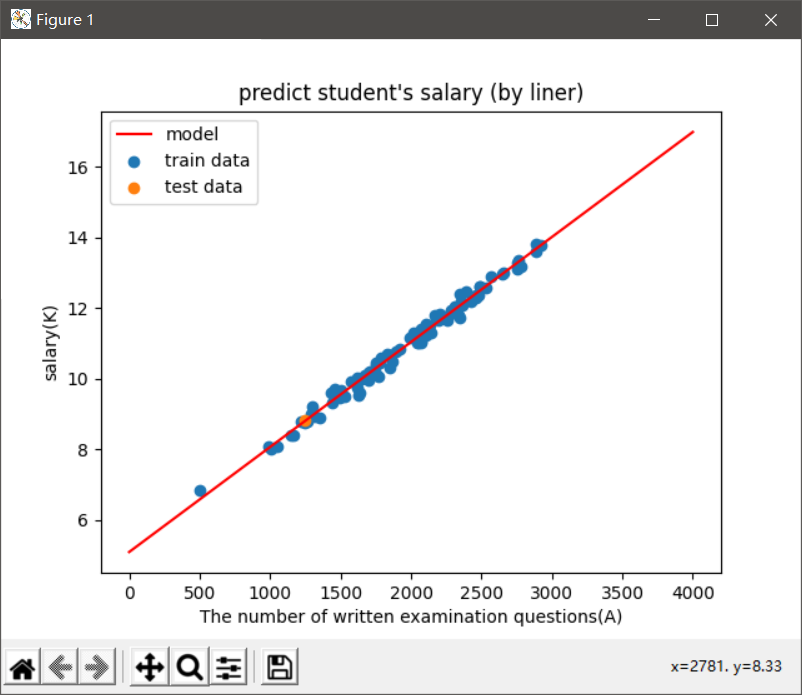 Figure 1
predict student's salary (by liner)
model
train data
test data
16
14
12
10
8
6
salary(K)
0 500 1000 1500 2000 2500 3000 3500 4000
The number of written examination questions(A)
x=2781. y=8.33